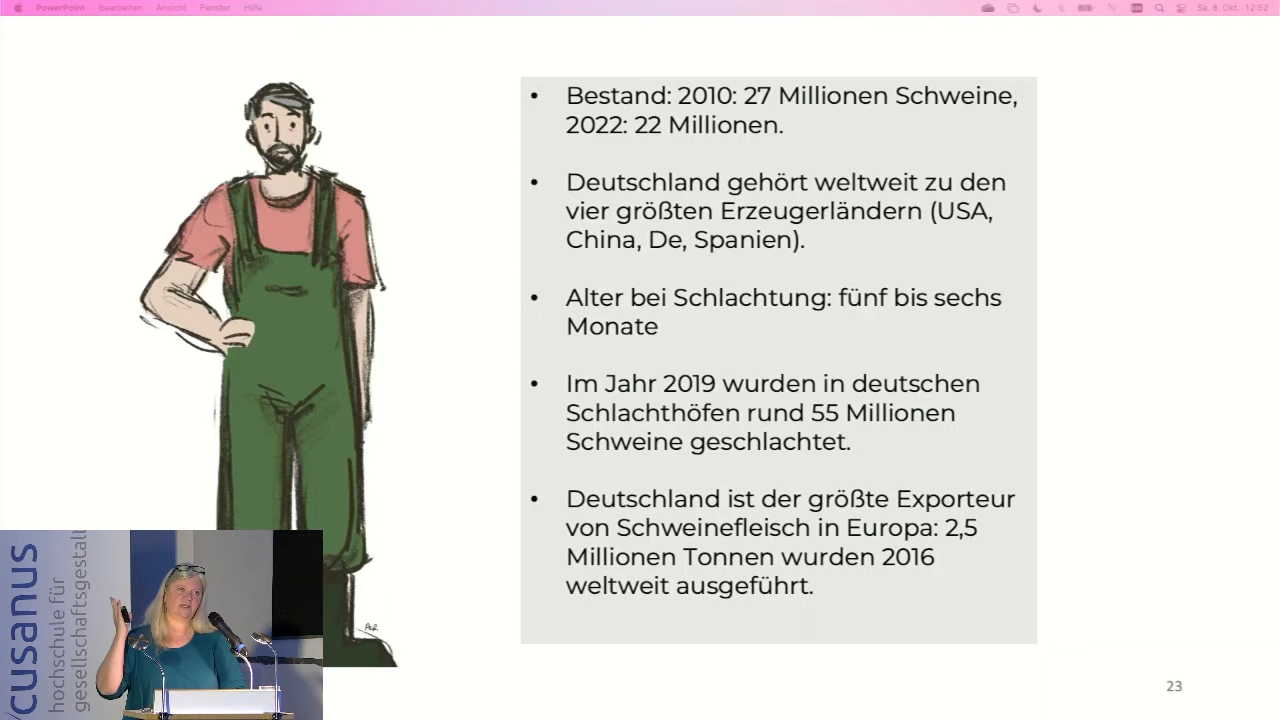 PowerPoint Bearbeiten Ansicht Fenster Hilfe
Sa. 8. Okt. 12:52
• Bestand: 2010: 27 Millionen Schweine,
2022: 22 Millionen.
• Deutschland gehört weltweit zu den
vier größten Erzeugerländern (USA,
China, De, Spanien).
• Alter bei Schlachtung: fünf bis sechs
Monate
• Im Jahr 2019 wurden in deutschen
Schlachthöfen rund 55 Millionen
Schweine geschlachtet.
• Deutschland ist der größte Exporteur
von Schweinefleisch in Europa: 2,5
Millionen Tonnen wurden 2016
weltweit ausgeführt.
cusanus
hochschule für
gesellschaftsgestalt
23